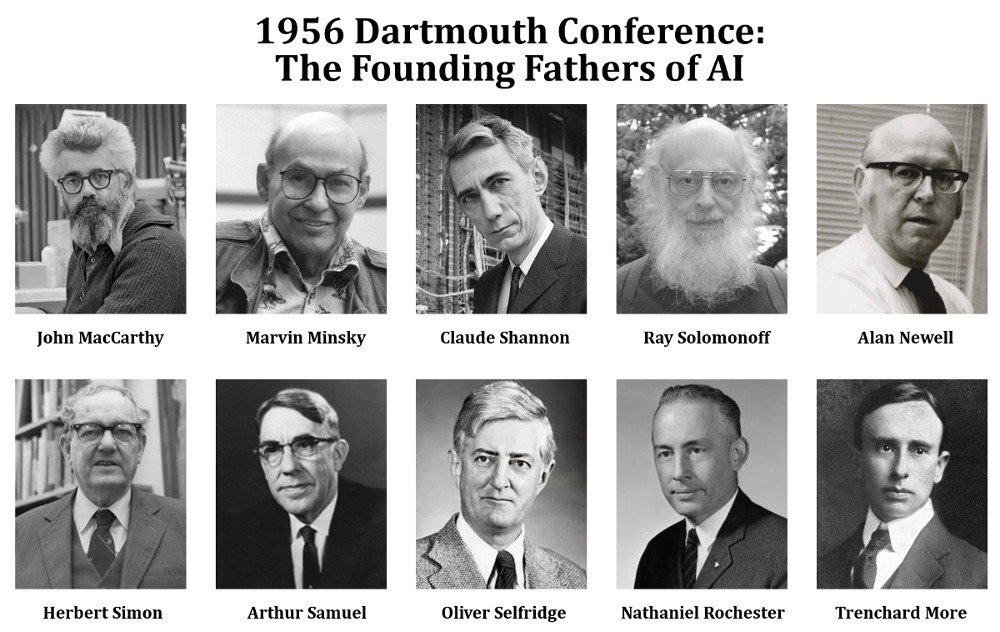 1956 Dartmouth Conference:
The Founding Fathers of AI
John MacCarthy
Marvin Minsky
Claude Shannon
Ray Solomonoff
Alan Newell
Herbert Simon
Arthur Samuel
Oliver Selfridge
Nathaniel Rochester
Trenchard More